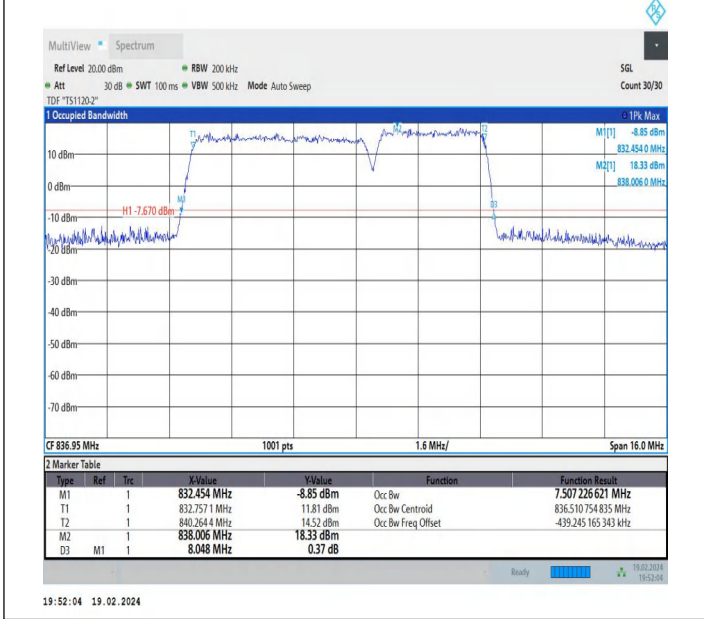 MultiView Spectrum
Ref Level 20.00 dBm RBW 200 kHz SGL
Att 30 dB SWT 100 ms VBW 500 kHz Mode Auto Sweep Count 30/30
TDF "TS1120-2"
1 Occupied Bandwidth 1Pk Max
M1[1] -8.85 dBm
832.454 0 MHz
M2[1] 18.33 dBm
838.006 0 MHz
T1 M2 T2
10 dBm
0 dBm
M1 D3
H1 -7.670 dBm
-10 dBm
-20 dBm
-30 dBm
-40 dBm
-50 dBm
-60 dBm
-70 dBm
CF 836.95 MHz 1001 pts 1.6 MHz/ Span 16.0 MHz
2 Marker Table
Type Ref Trc X-Value Y-Value Function Function Result
M1 1 832.454 MHz -8.85 dBm Occ Bw 7.507 226 621 MHz
T1 1 832.757 1 MHz 11.81 dBm Occ Bw Centroid 836.510 754 835 MHz
T2 1 840.264 4 MHz 14.52 dBm Occ Bw Freq Offset -439.245 165 343 kHz
M2 1 838.006 MHz 18.33 dBm
D3 M1 1 8.048 MHz 0.37 dB
Ready 19.02.2024
19:52:04
19:52:04 19.02.2024